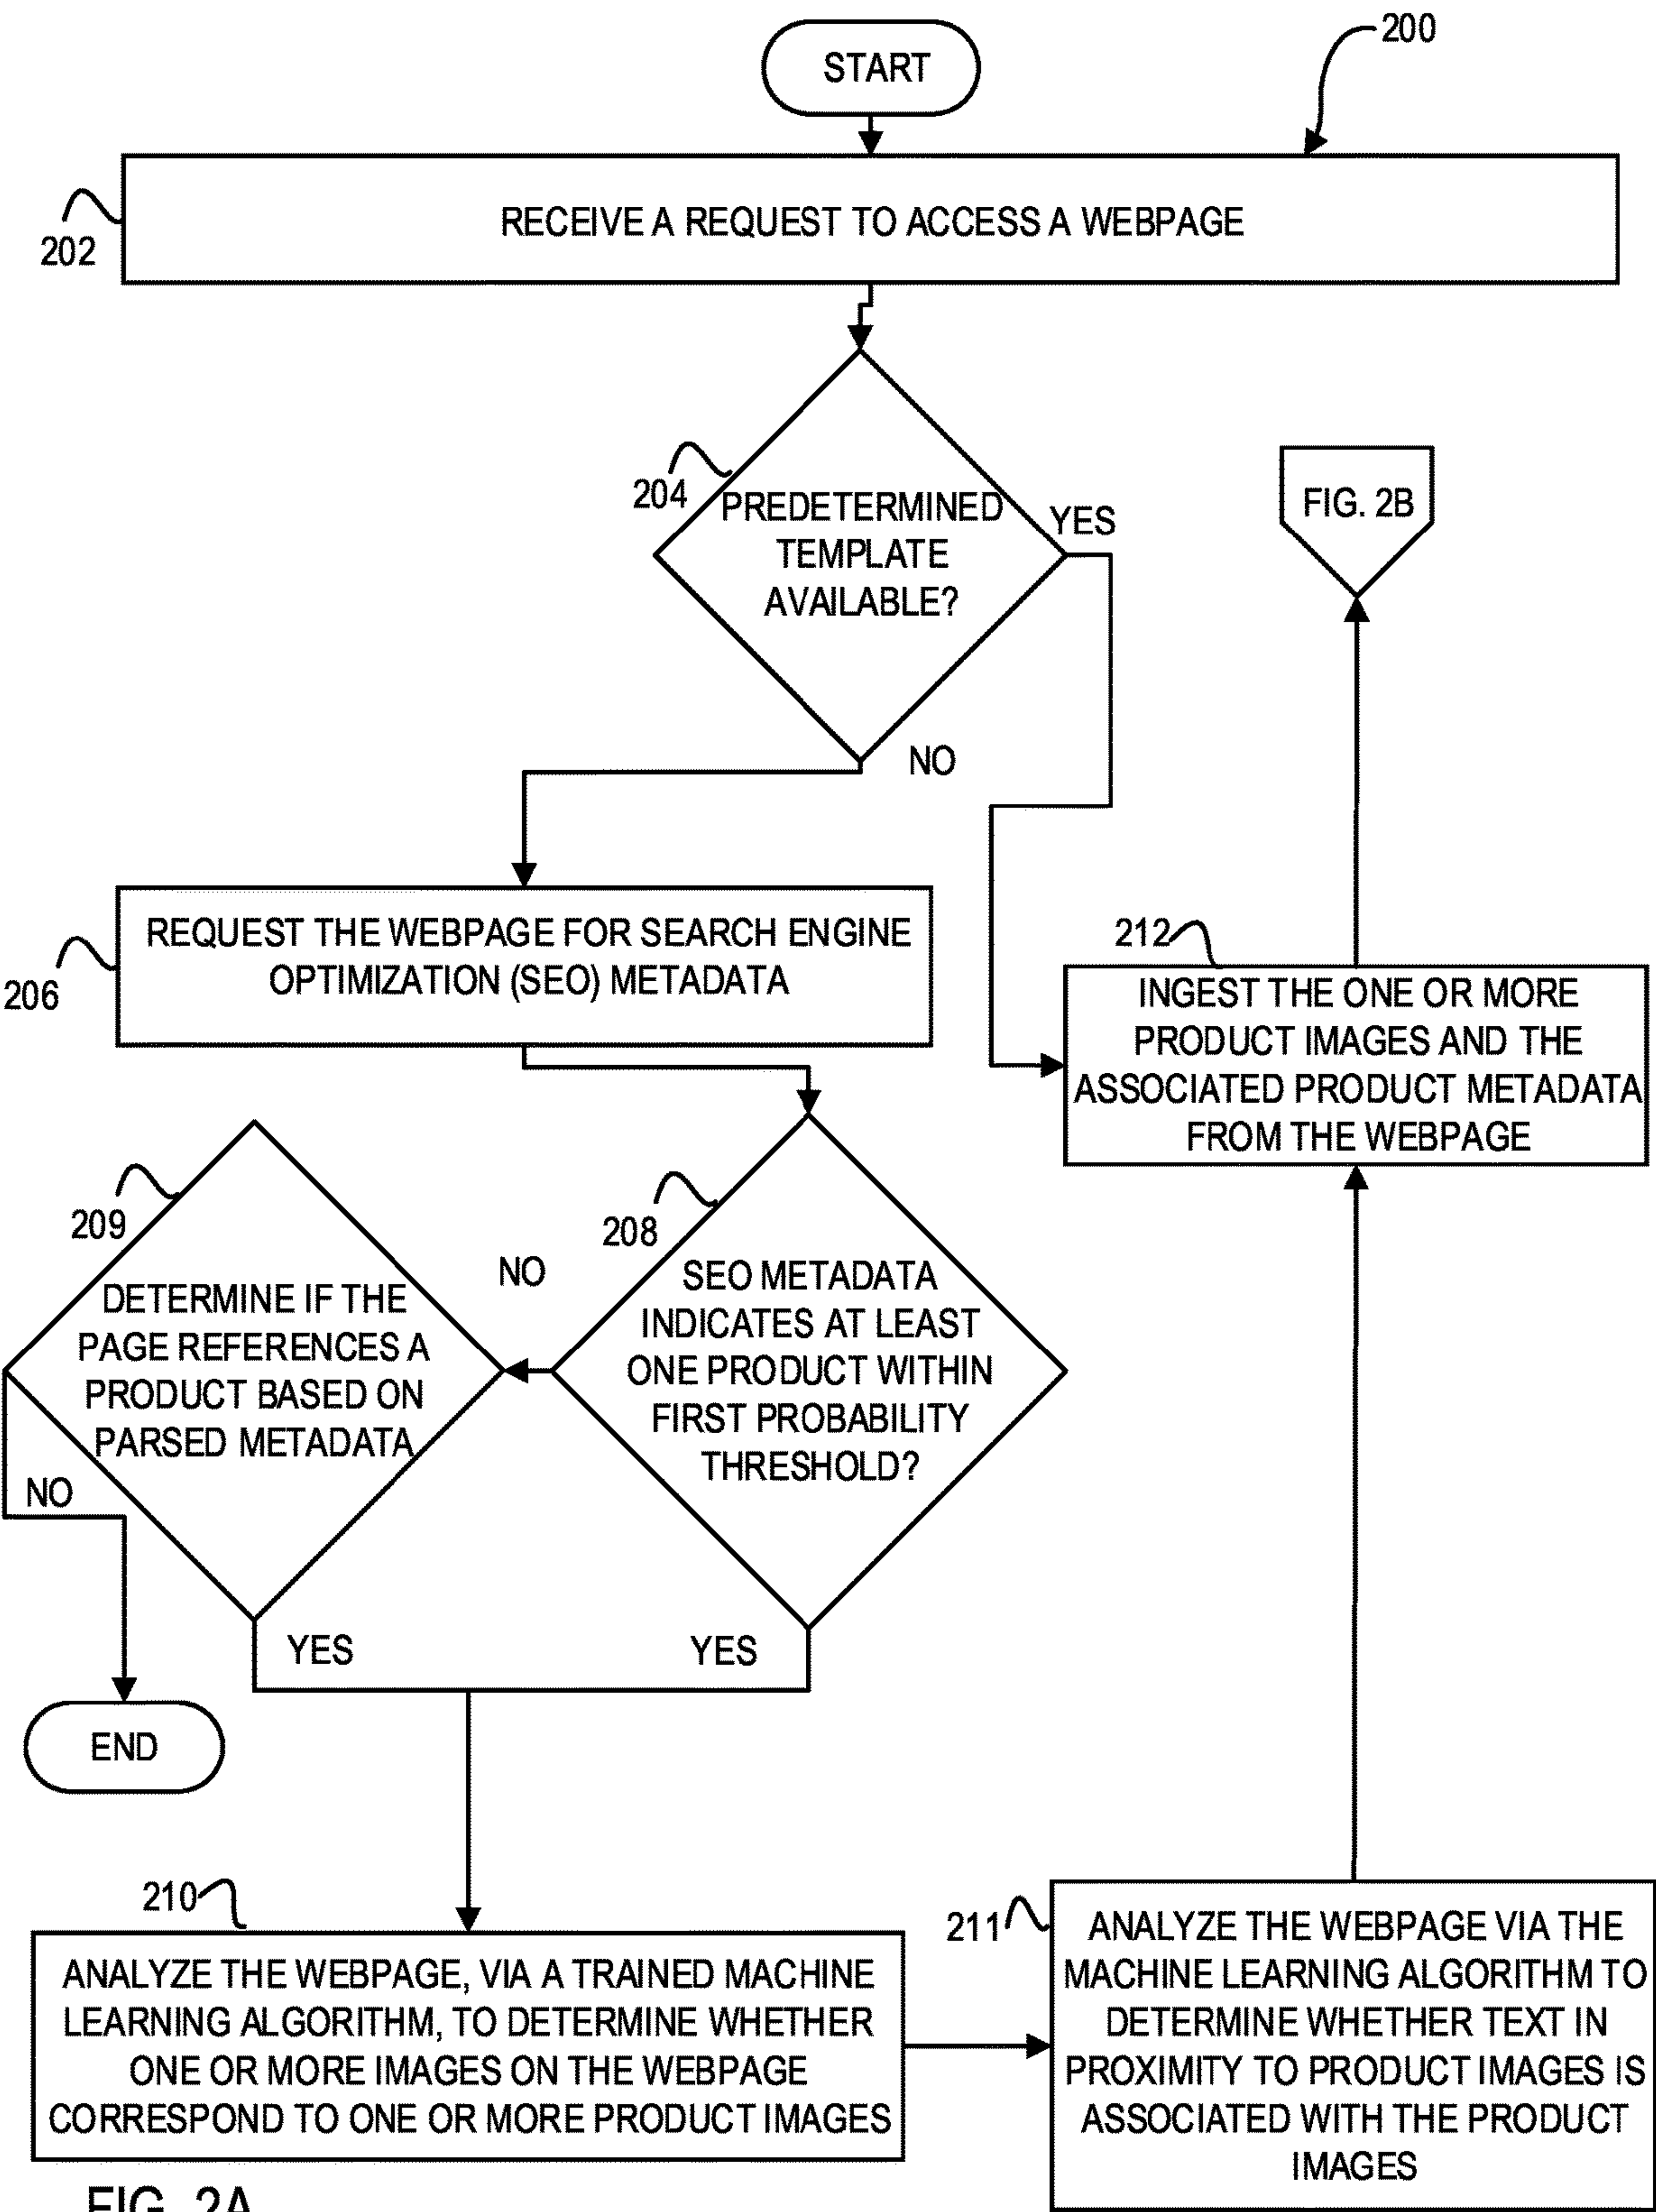 START
200
RECEIVE A REQUEST TO ACCESS A WEBPAGE
202
204
PREDETERMINED
TEMPLATE
AVAILABLE?
YES
NO
FIG. 2B
REQUEST THE WEBPAGE FOR SEARCH ENGINE
OPTIMIZATION (SEO) METADATA
206
212
INGEST THE ONE OR MORE
PRODUCT IMAGES AND THE
ASSOCIATED PRODUCT METADATA
FROM THE WEBPAGE
209
DETERMINE IF THE
PAGE REFERENCES A
PRODUCT BASED ON
PARSED METADATA
NO
YES
NO
208
SEO METADATA
INDICATES AT LEAST
ONE PRODUCT WITHIN
FIRST PROBABILITY
THRESHOLD?
YES
END
210
ANALYZE THE WEBPAGE, VIA A TRAINED MACHINE
LEARNING ALGORITHM, TO DETERMINE WHETHER
ONE OR MORE IMAGES ON THE WEBPAGE
CORRESPOND TO ONE OR MORE PRODUCT IMAGES
211
ANALYZE THE WEBPAGE VIA THE
MACHINE LEARNING ALGORITHM TO
DETERMINE WHETHER TEXT IN
PROXIMITY TO PRODUCT IMAGES IS
ASSOCIATED WITH THE PRODUCT
IMAGES
FIG. 2A